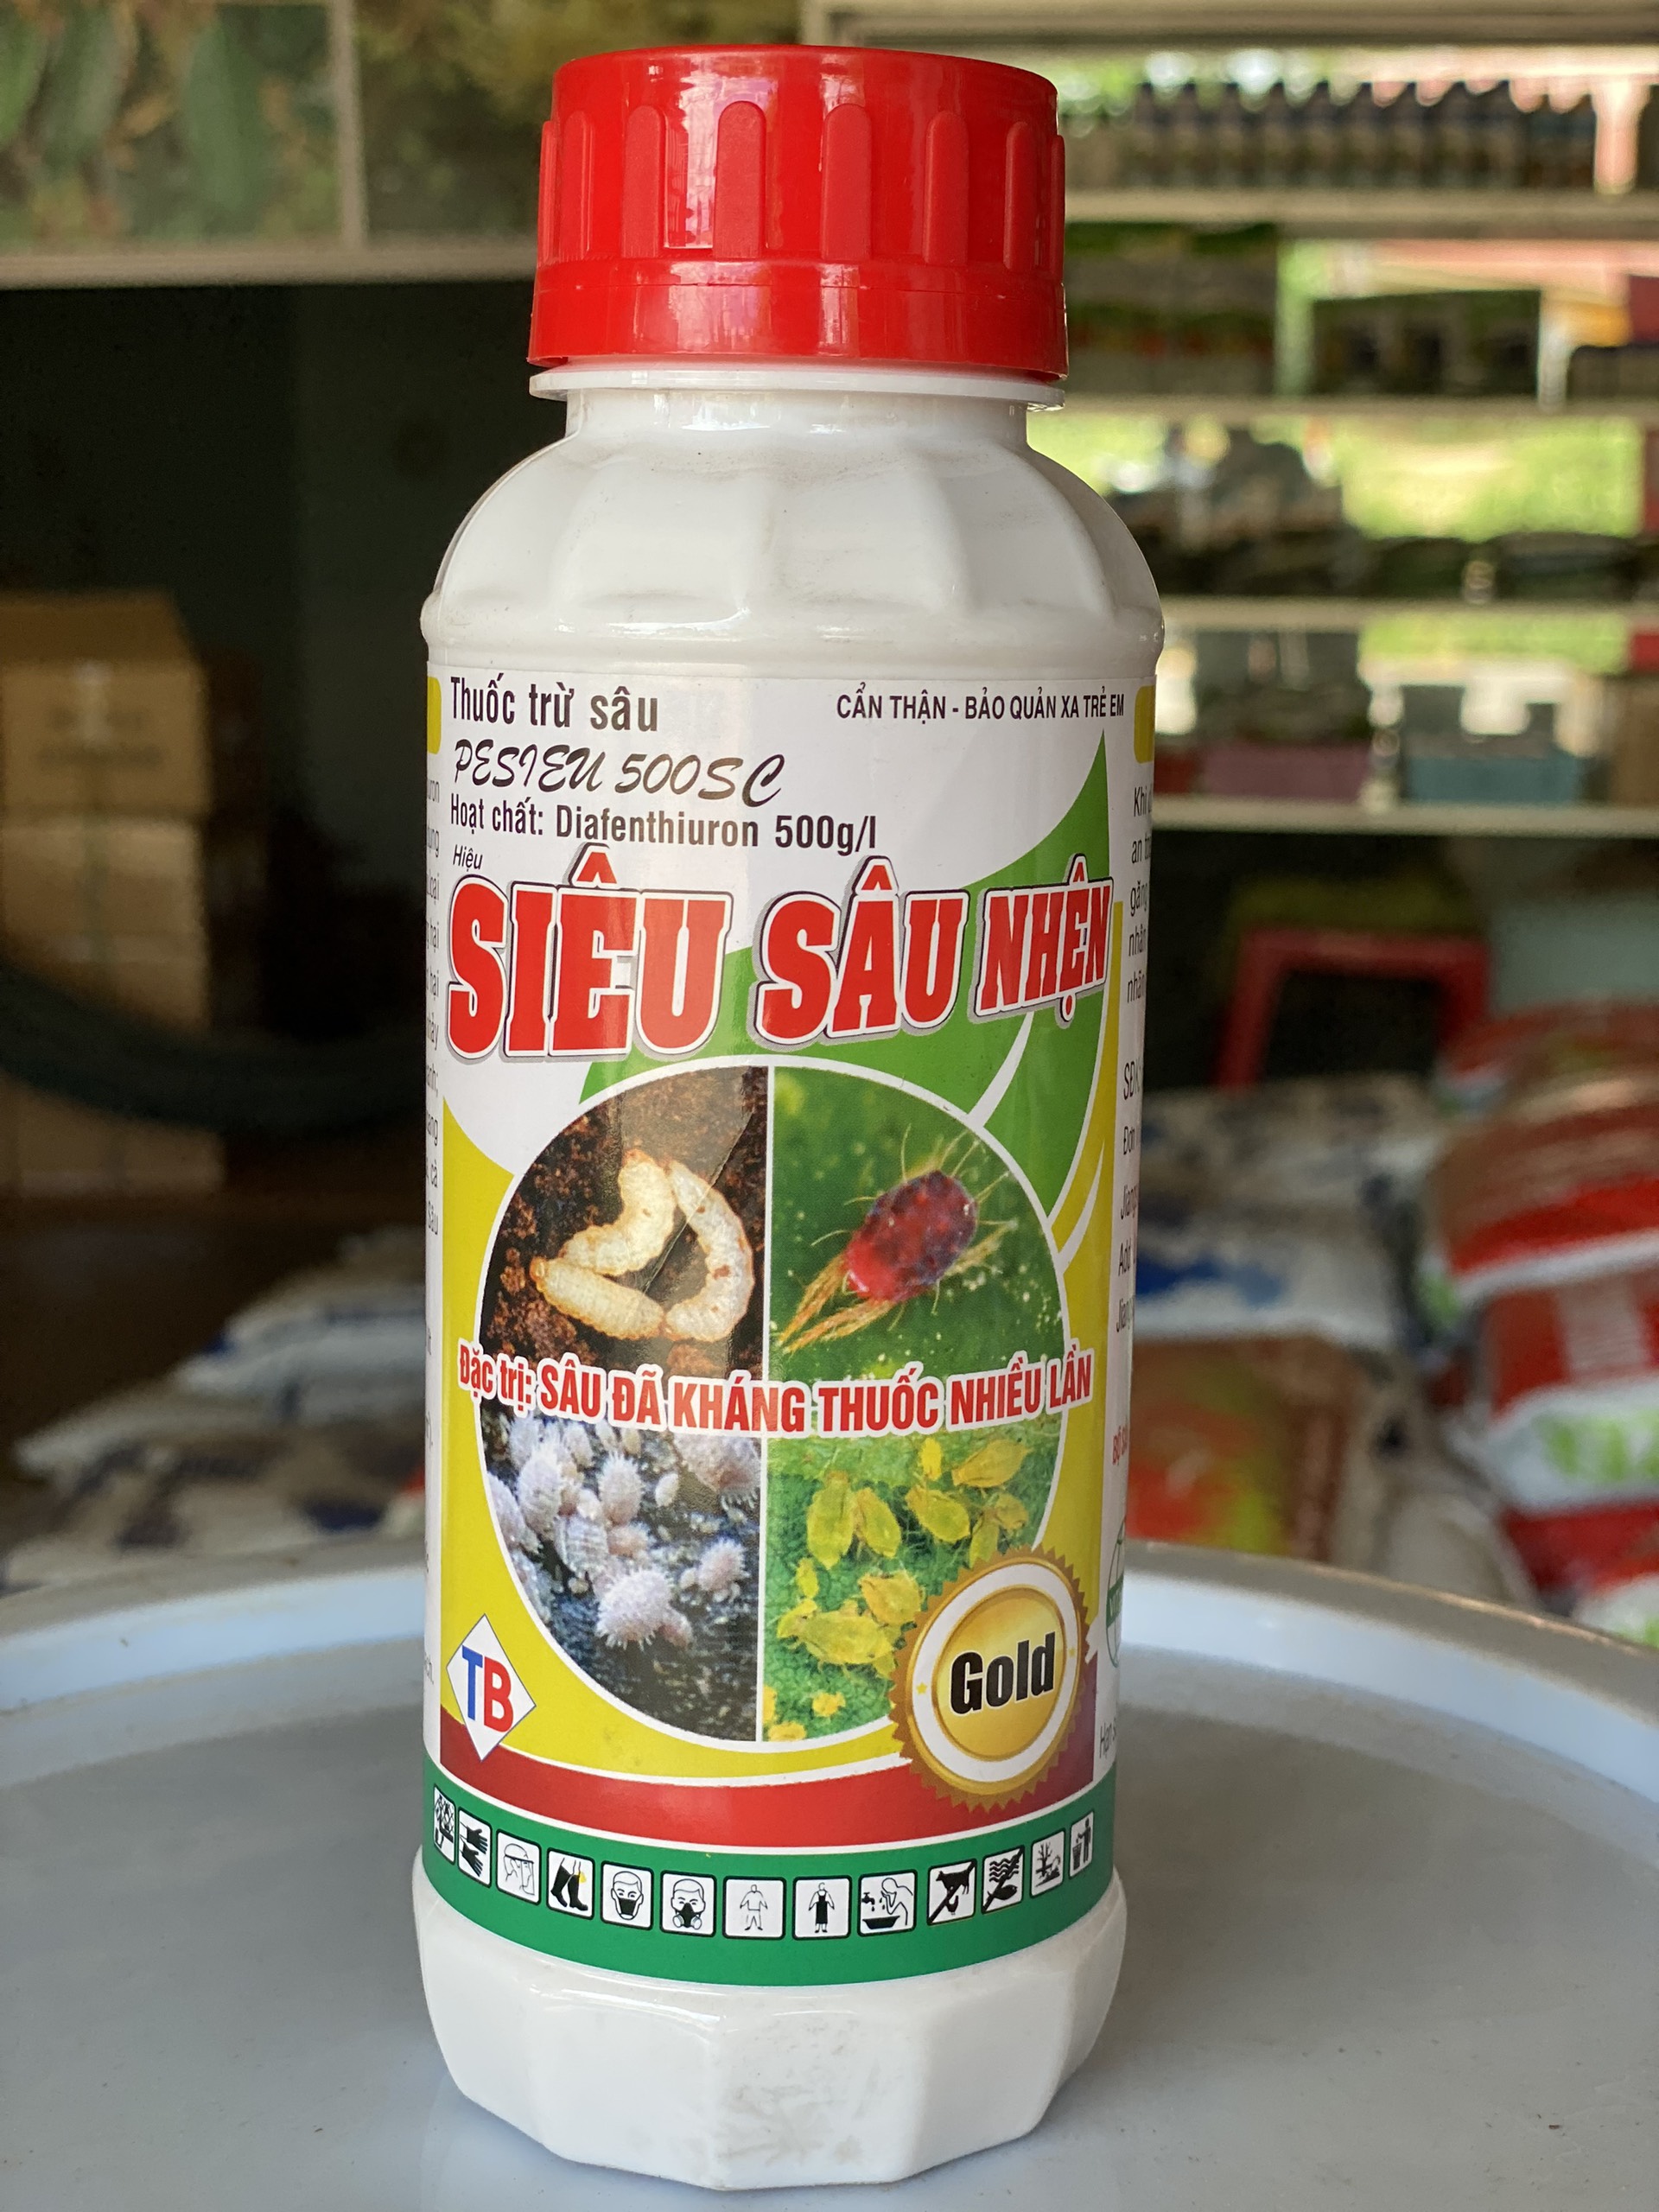 Thuốc trừ sâu
CẨN THẬN - BẢO QUẢN XA TRẺ EM
PESIEU 500SC
Hoạt chất: Diafenthiuron 500g/l
Hiệu
SIÊU SÂU NHỆN
Đặc trị: SÂU ĐÃ KHÁNG THUỐC NHIỀU LẦN
Gold
TB